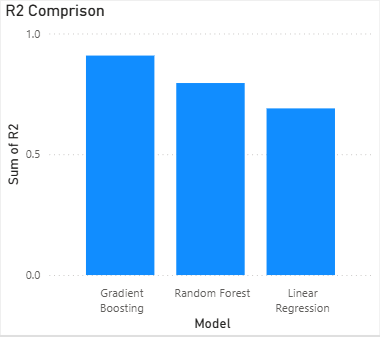 R2 Comprison
1.0
0.5
0.0
Sum of R2
Gradient
Boosting
Random Forest
Linear
Regression
Model